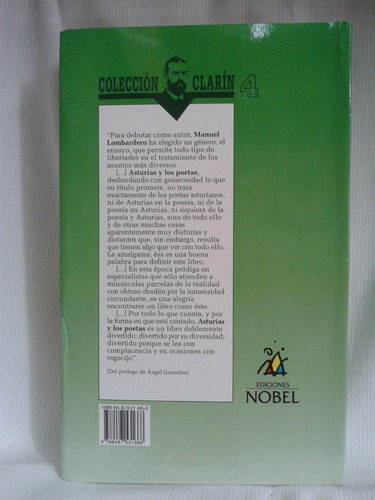 COLECCIÓN CLARÍN 4
“Para debutar como autor, Manuel
Lombardero ha elegido un género, el
ensayo, que permite todo tipo de
libertades en el tratamiento de los
asuntos más diversos.
[...] Asturias y los poetas,
desbordando con generosidad lo que
su título promete, no trata
exactamente de los poetas asturianos,
ni de Asturias en la poesía, ni de la
poesía en Asturias, ni siquiera de la
poesía y Asturias, sino de todo ello
y de otras muchas cosas
aparentemente muy distintas y
distantes que, sin embargo, resulta
que tienen algo que ver con todo ello.
La amalgama; ésa es una buena
palabra para definir este libro.
[...] En esta época pródiga en
especialistas que sólo atienden a
minúsculas parcelas de la realidad
con obtuso desdén por la inmensidad
circundante, es una alegría
encontrarse un libro como éste.
[...] Por todo lo que cuenta, y por
la forma en que está contado, Asturias
y los poetas es un libro doblemente
divertido: divertido por su diversidad;
divertido porque se lee con
complacencia y en ocasiones con
regocijo”.
[Del prólogo de Ángel González]
ISBN 84-87531-96-0
9 788487 531968
EDICIONES
NOBEL